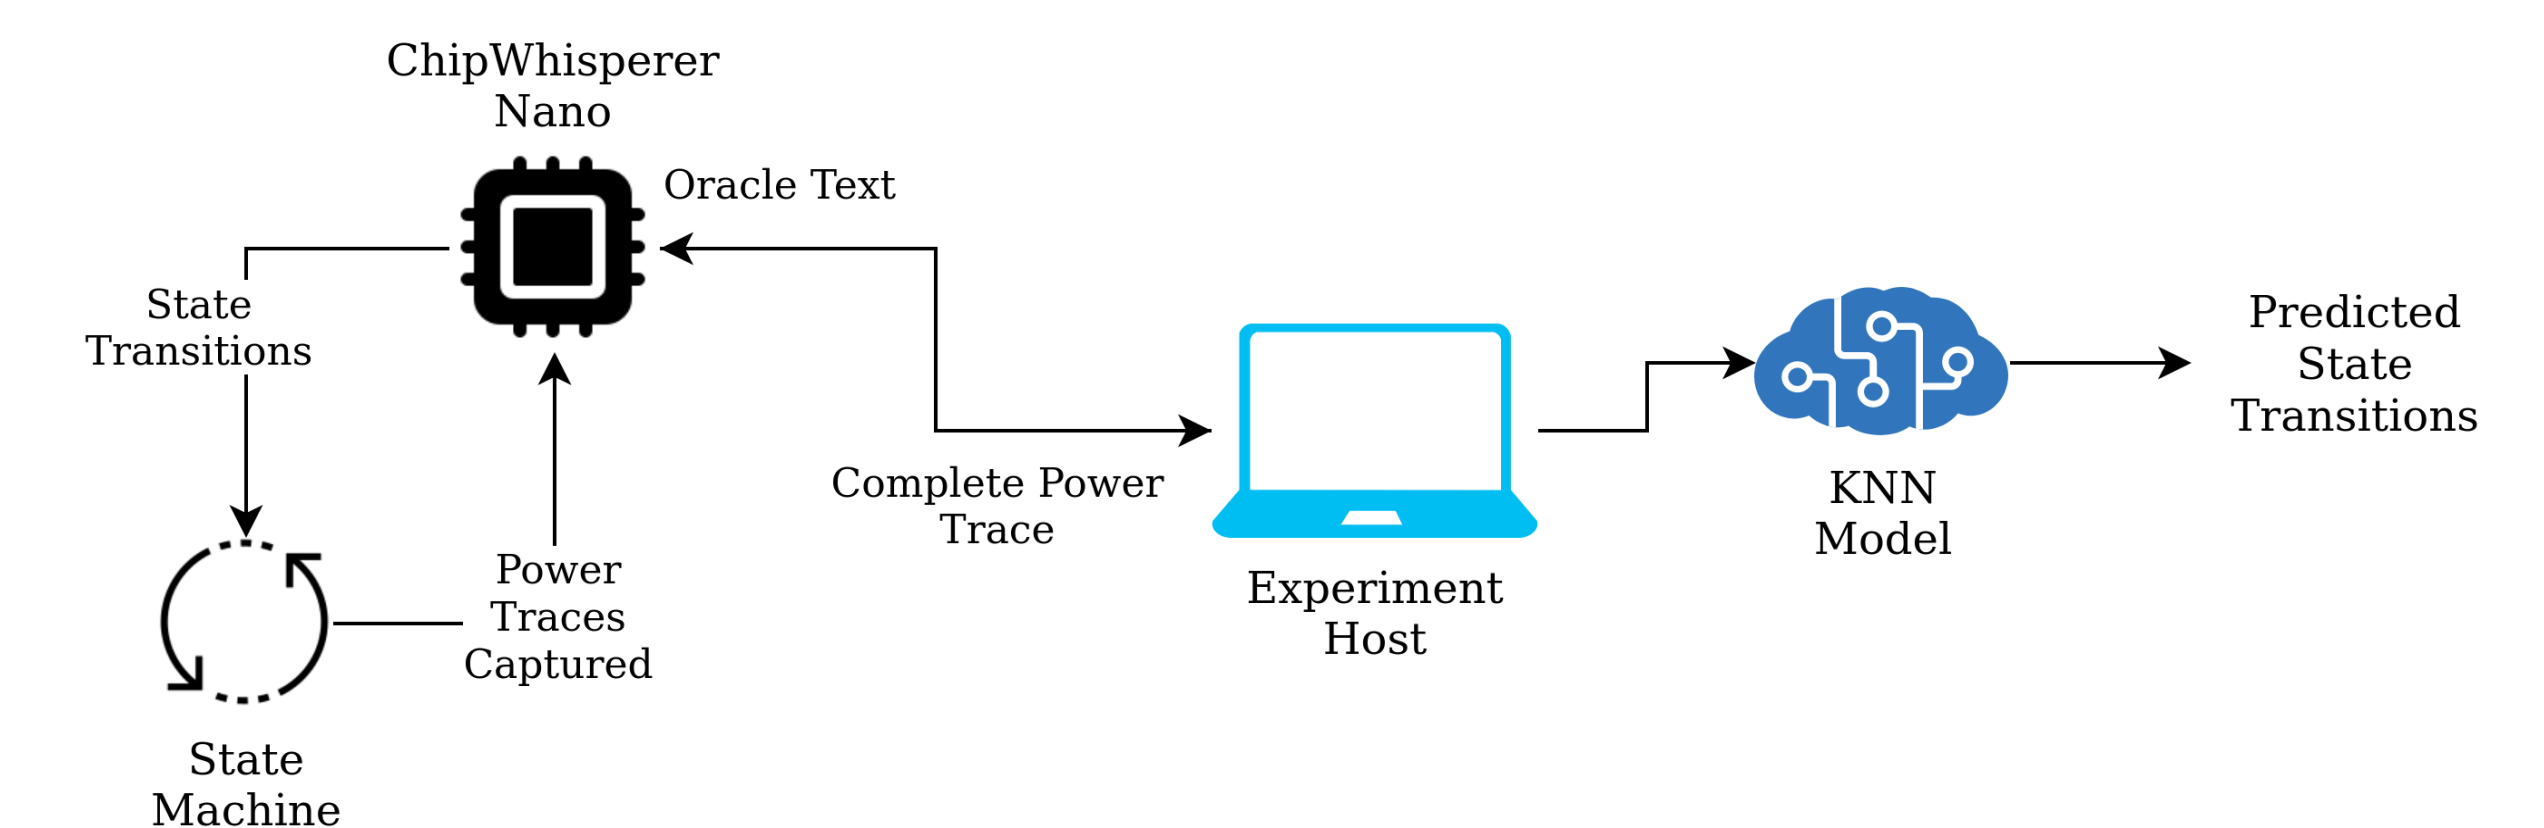 ChipWhisperer
Nano
Oracle Text
State
Transitions
Power
Traces
Captured
State
Machine
Complete Power
Trace
Experiment
Host
KNN
Model
Predicted
State
Transitions